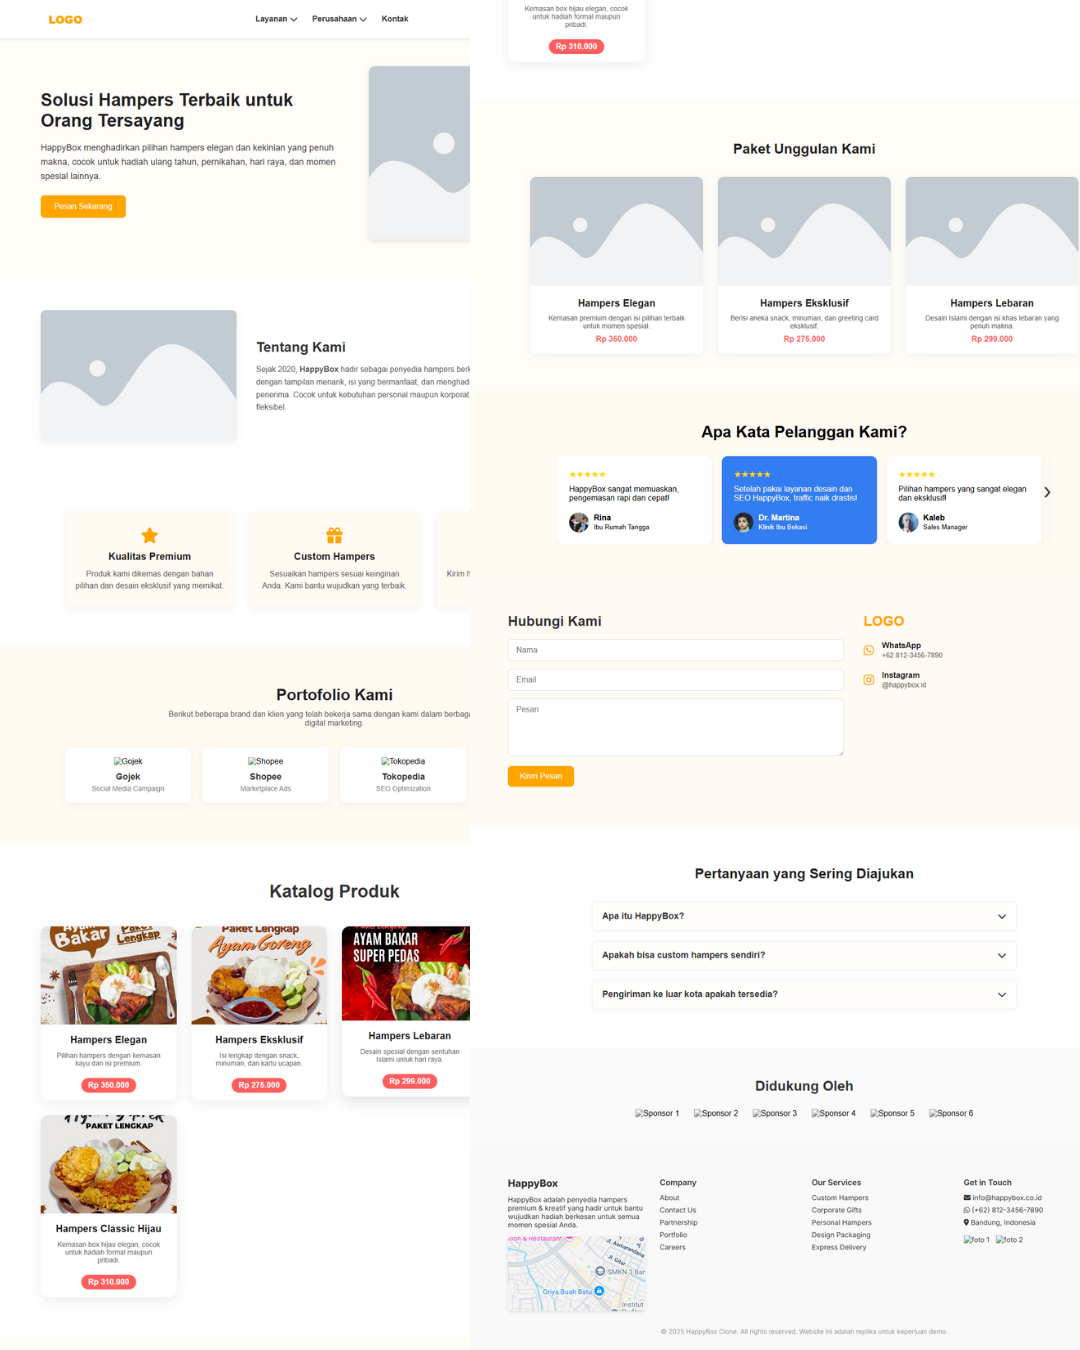 LOGO
Layanan
Perusahaan
Kontak
Solusi Hampers Terbaik untuk
Orang Tersayang
HappyBox menghadirkan pilihan hampers elegan dan kekinian yang penuh
makna, cocok untuk hadiah ulang tahun, pernikahan, hari raya, dan momen
spesial lainnya.
Pesan Sekarang
Tentang Kami
Sejak 2020, HappyBox hadir sebagai penyedia hampers berk
dengan tampilan menarik, isi yang bermanfaat, dan menghad
penerima. Cocok untuk kebutuhan personal maupun korporat
fleksibel.
Kualitas Premium
Produk kami dikemas dengan bahan
pilihan dan desain eksklusif yang memikat.
Custom Hampers
Sesuaikan hampers sesuai keinginan
Anda. Kami bantu wujudkan yang terbaik.
Kirim h
Portofolio Kami
Berikut beberapa brand dan klien yang telah bekerja sama dengan kami dalam berbaga
digital marketing.
Gojek
Gojek
Social Media Campaign
Shopee
Shopee
Marketplace Ads
Tokopedia
Tokopedia
SEO Optimization
Katalog Produk
Ayam
Bakar
Paket
Lengkap
Hampers Elegan
Pilihan hampers dengan kemasan
kayu dan isi premium.
Rp 350.000
Paket Lengkap
Ayam Goreng
Hampers Eksklusif
Isi lengkap dengan snack,
minuman, dan kartu ucapan.
Rp 275.000
AYAM BAKAR
SUPER PEDAS
Hampers Lebaran
Desain spesial dengan sentuhan
Islami untuk hari raya.
Rp 299.000
PAKET LENGKAP
Hampers Classic Hijau
Kemasan box hijau elegan, cocok
untuk hadiah formal maupun
pribadi.
Rp 310.000
Kemasan box hijau elegan, cocok
untuk hadiah formal maupun
pribadi.
Rp 310.000
Paket Unggulan Kami
Hampers Elegan
Kemasan premium dengan isi pilihan terbaik
untuk momen spesial.
Rp 350.000
Hampers Eksklusif
Berisi aneka snack, minuman, dan greeting card
eksklusif.
Rp 275.000
Hampers Lebaran
Desain Islami dengan isi khas lebaran yang
penuh makna.
Rp 299.000
Apa Kata Pelanggan Kami?
★★★★★
HappyBox sangat memuaskan,
pengemasan rapi dan cepat!
Rina
Ibu Rumah Tangga
★★★★★
Setelah pakai layanan desain dan
SEO HappyBox, traffic naik drastis!
Dr. Martina
Klinik Ibu Bekasi
★★★★★
Pilihan hampers yang sangat elegan
dan eksklusif!
Kaleb
Sales Manager
Hubungi Kami
Nama
Email
Pesan
Kirim Pesan
LOGO
WhatsApp
+62 812-3456-7890
Instagram
@happybox.id
Pertanyaan yang Sering Diajukan
Apa itu HappyBox?
Apakah bisa custom hampers sendiri?
Pengiriman ke luar kota apakah tersedia?
Didukung Oleh
Sponsor 1
Sponsor 2
Sponsor 3
Sponsor 4
Sponsor 5
Sponsor 6
HappyBox
HappyBox adalah penyedia hampers
premium & kreatif yang hadir untuk bantu
wujudkan hadiah berkesan untuk semua
momen spesial Anda.
& Restaurant
Jl. Asmarandana
Jl. Gitar
SMKN 3 Ban
Griya Buah Batu
Institut
Company
About
Contact Us
Partnership
Portfolio
Careers
Our Services
Custom Hampers
Corporate Gifts
Personal Hampers
Design Packaging
Express Delivery
Get in Touch
info@happybox.co.id
(+62) 812-3456-7890
Bandung, Indonesia
foto 1
foto 2
© 2025 HappyBox Clone. All rights reserved. Website ini adalah replika untuk keperluan demo.